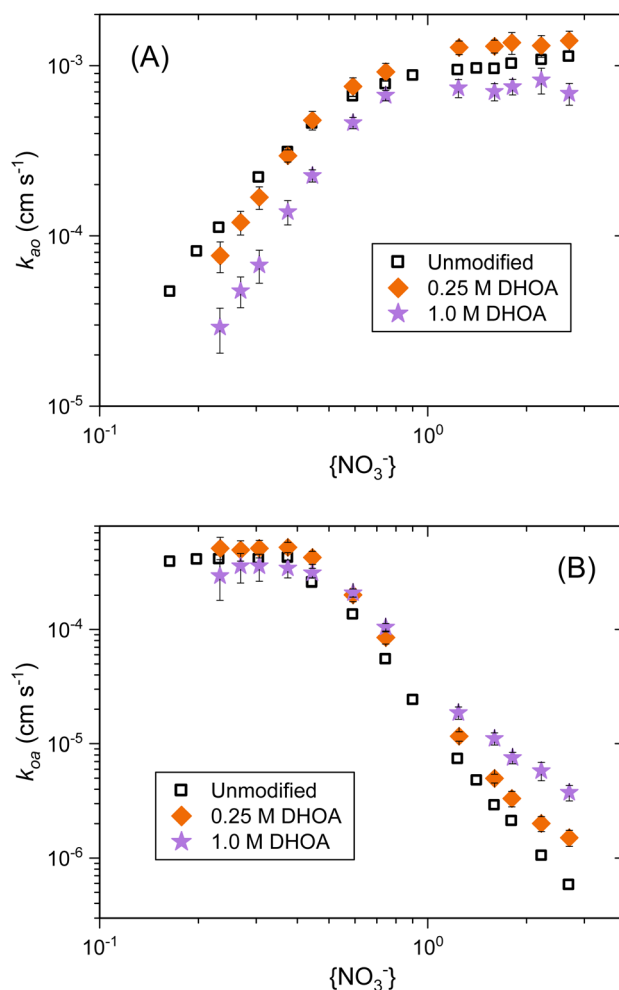 (A)
10⁻³
10⁻⁴
10⁻⁵
k_ao (cm s⁻¹)
Unmodified
0.25 M DHOA
1.0 M DHOA
10⁻¹
10⁰
{NO₃⁻}
(B)
10⁻⁴
10⁻⁵
10⁻⁶
k_oa (cm s⁻¹)
Unmodified
0.25 M DHOA
1.0 M DHOA
10⁻¹
10⁰
{NO₃⁻}